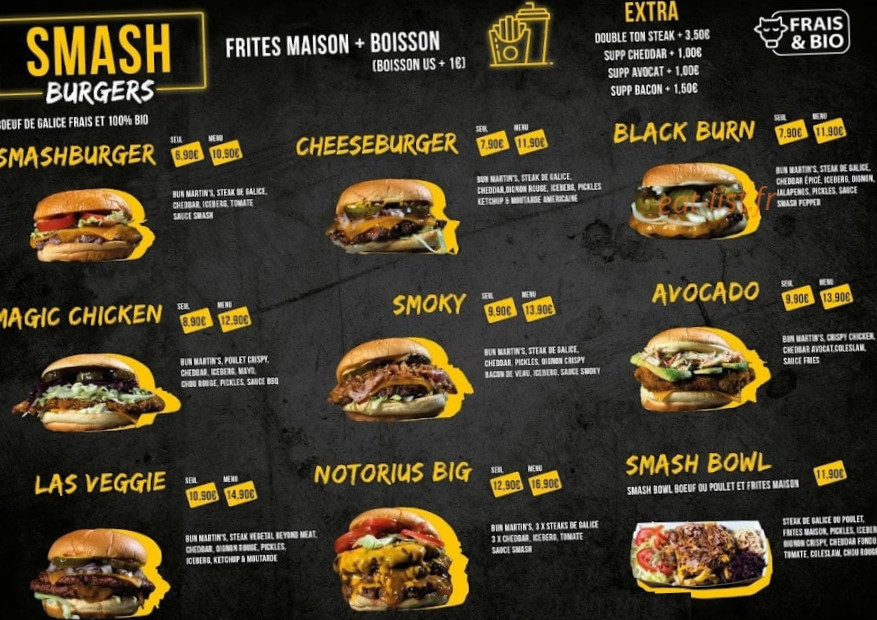 SMASH
BURGERS
BOEUF DE GALICE FRAIS ET 100% BIO
FRITES MAISON + BOISSON
(BOISSON US + 1€)
EXTRA
DOUBLE TON STEAK + 3,50€
SUPP CHEDDAR + 1,00€
SUPP AVOCAT + 1,00€
SUPP BACON + 1,50€
FRAIS
& BIO
SMASHBURGER
SEUL MENU
6,90€ 10,90€
BUN MARTIN'S, STEAK DE GALICE,
CHEDDAR, ICEBERG, TOMATE
SAUCE SMASH
CHEESEBURGER
SEUL MENU
7,90€ 11,90€
BUN MARTIN'S, STEAK DE GALICE,
CHEDDAR,OIGNON ROUGE, ICEBERG, PICKLES
KETCHUP & MOUTARDE AMERICAINE
BLACK BURN
SEUL MENU
7,90€ 11,90€
BUN MARTIN'S, STEAK DE GALICE,
CHEDDAR ÉPICÉ, ICEBERG, OIGNON,
JALAPENOS, PICKLES, SAUCE
SMASH PEPPER
eat-list.fr
MAGIC CHICKEN
SEUL MENU
8,90€ 12,90€
BUN MARTIN'S, POULET CRISPY,
CHEDDAR, ICEBERG, MAYO,
CHOU ROUGE, PICKLES, SAUCE BBQ
SMOKY
SEUL MENU
9,90€ 13,90€
BUN MARTIN'S, STEAK DE GALICE,
CHEDDAR, PICKLES, OIGNON CRISPY
BACON DE VEAU, ICEBERG, SAUCE SMOKY
AVOCADO
SEUL MENU
9,90€ 13,90€
BUN MARTIN'S, CRISPY CHICKEN,
CHEDDAR AVOCAT,COLESLAW,
SAUCE FRIES
LAS VEGGIE
SEUL MENU
10,90€ 14,90€
BUN MARTIN'S, STEAK VEGETAL BEYOND MEAT,
CHEDDAR, OIGNON ROUGE, PICKLES,
ICEBERG, KETCHUP & MOUTARDE
NOTORIUS BIG
SEUL MENU
12,90€ 16,90€
BUN MARTIN'S, 3 X STEAKS DE GALICE
3 X CHEDDAR, ICEBERG, TOMATE
SAUCE SMASH
SMASH BOWL
SMASH BOWL BOEUF OU POULET ET FRITES MAISON
11,90€
STEAK DE GALICE OU POULET,
FRITES MAISON, PICKLES, ICEBER
OIGNON CRISPY, CHEDDAR FONDU
TOMATE, COLESLAW, CHOU ROUGE